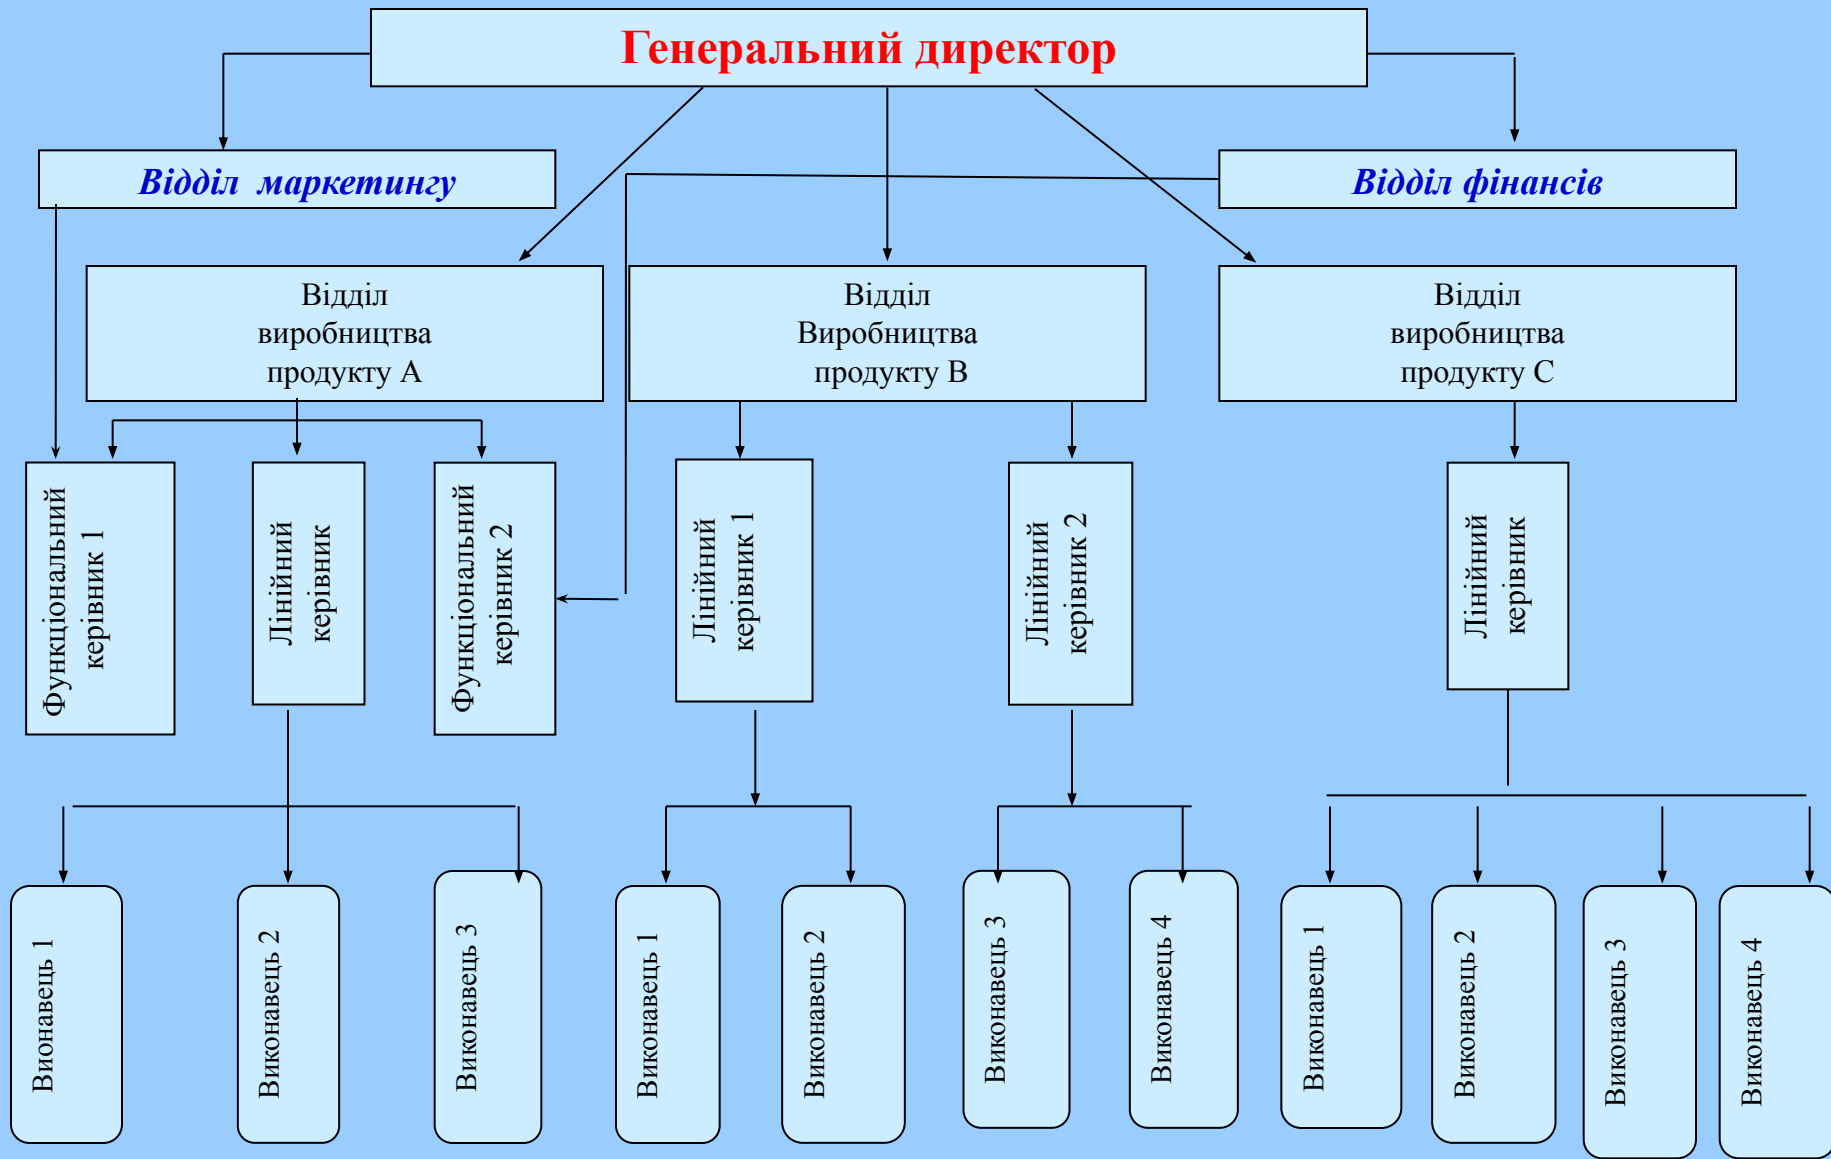 Генеральний директор
Відділ маркетингу
Відділ фінансів
Відділ
виробництва
продукту А
Відділ
Виробництва
продукту В
Відділ
виробництва
продукту С
Функціональний
керівник 1
Лінійний
керівник
Функціональний
керівник 2
Лінійний
керівник 1
Лінійний
керівник 2
Лінійний
керівник
Вионавець 1
Виконавець 2
Виконавець 3
Виконавець 1
Виконавець 2
Виконавець 3
Виконавець 4
Виконавець 1
Виконавець 2
Виконавець 3
Виконавець 4